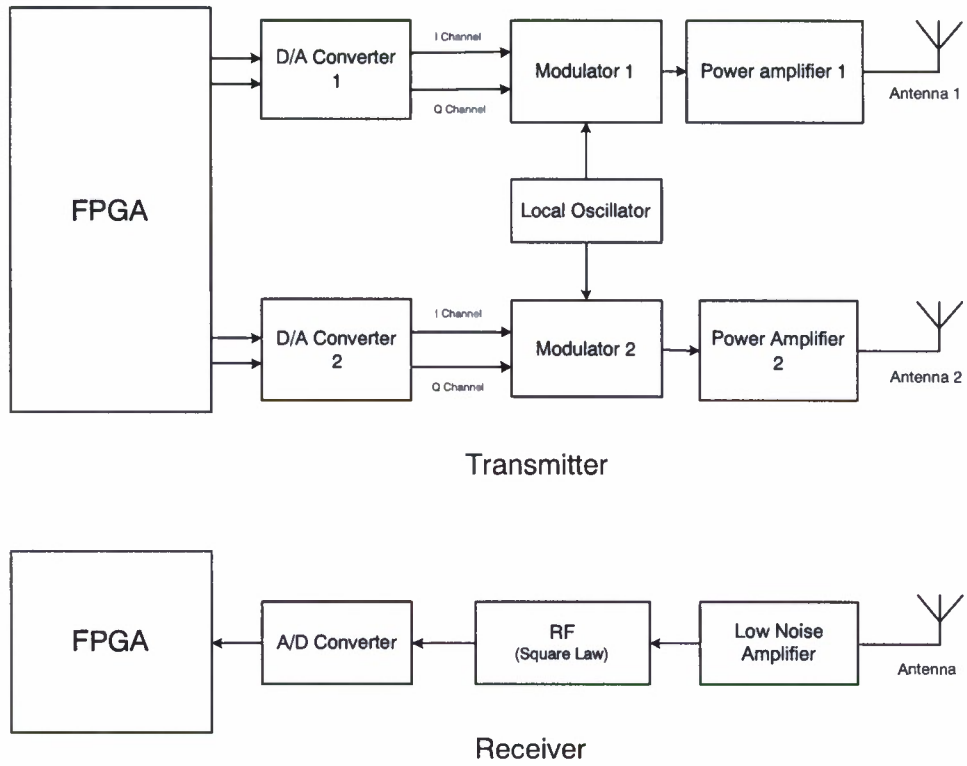 FPGA
D/A Converter
1
I Channel
Q Channel
Modulator 1
Power amplifier 1
Antenna 1
Local Oscillator
D/A Converter
2
I Channel
Q Channel
Modulator 2
Power Amplifier
2
Antenna 2
Transmitter
FPGA
A/D Converter
RF
(Square Law)
Low Noise
Amplifier
Antenna
Receiver